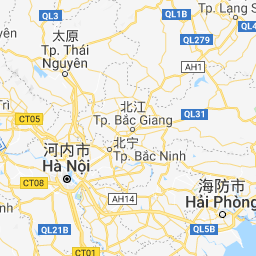 QL3
QL1B
Tp. Lạng S
太原
Tp. Thái
Nguyên
QL279
QL4
AH1
Trì
CT05
北江
Tp. Bắc Giang
QL31
河内市
Hà Nội
北宁
Tp. Bắc Ninh
CT08
海防市
Hải Phòng
AH14
QL21B
QL5B
CT01